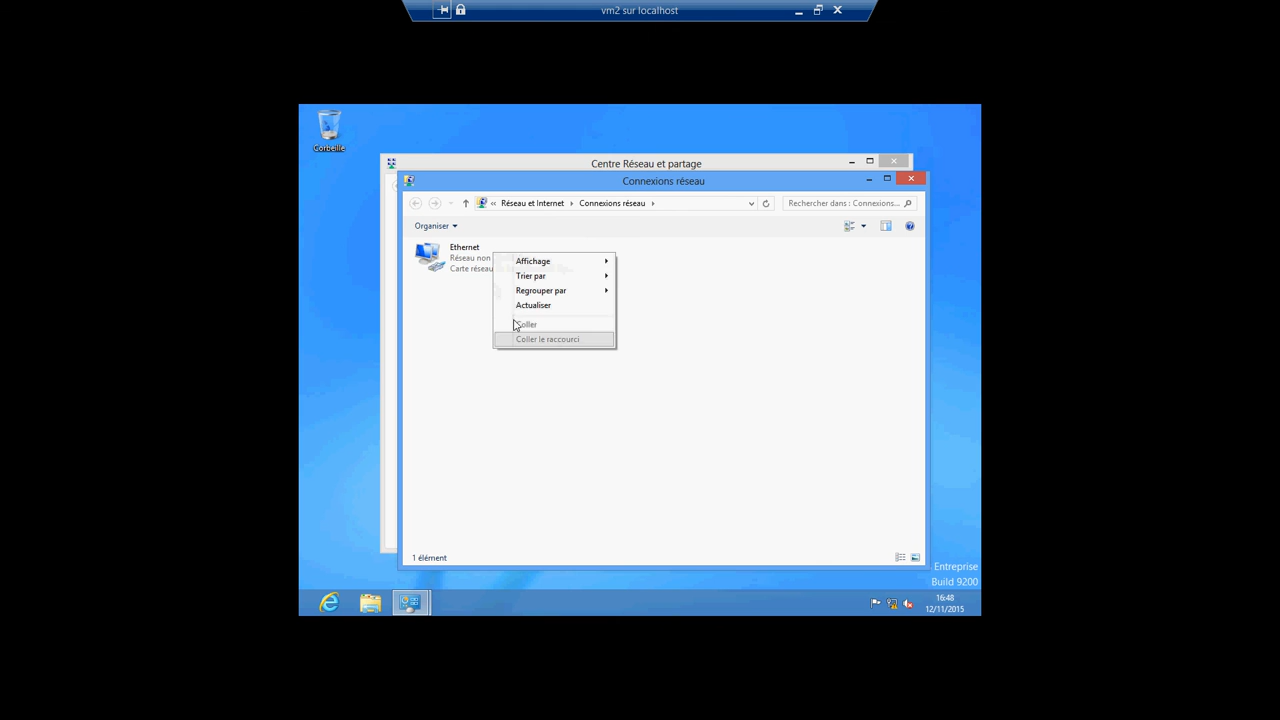 vm2 sur localhost
Corbeille
Centre Réseau et partage
Connexions réseau
« Réseau et Internet Connexions réseau
Rechercher dans : Connexions...
Organiser
Ethernet
Réseau non
Carte réseau
Affichage
Trier par
Regrouper par
Actualiser
Coller
Coller le raccourci
1 élément
Entreprise
Build 9200
16:48
12/11/2015